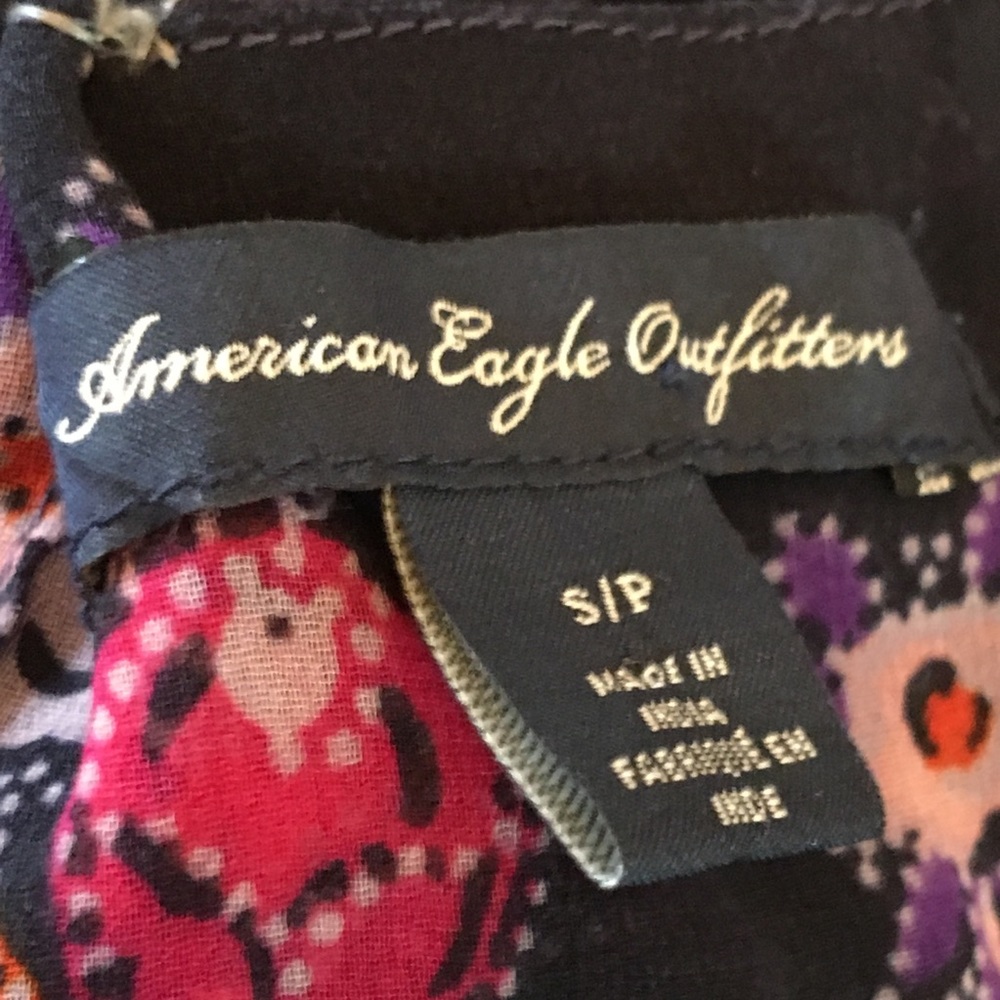 American Eagle Outfitters
S/P
MADE IN
INDIA
FABRIQUÉ EN
INDE